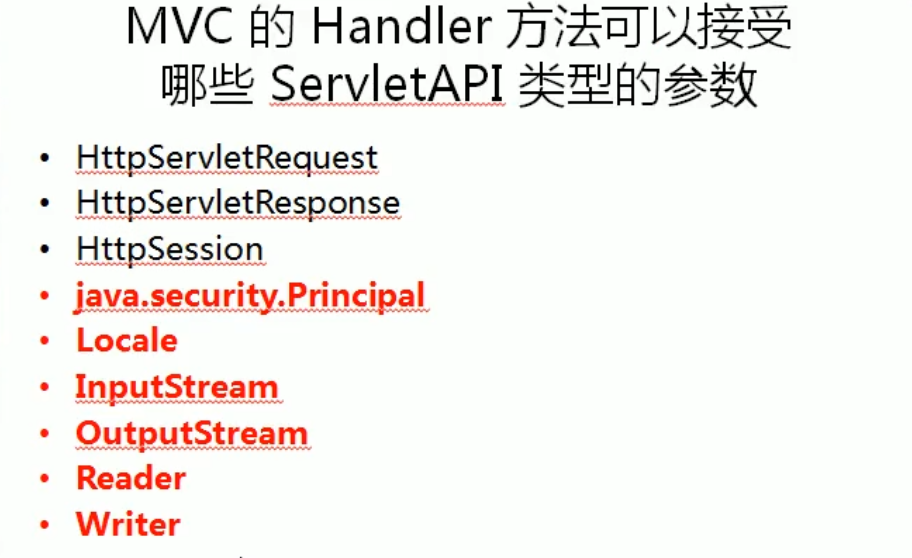 MVC 的 Handler 方法可以接受
哪些 ServletAPI 类型的参数
• HttpServletRequest
• HttpServletResponse
• HttpSession
• java.security.Principal
• Locale
• InputStream
• OutputStream
• Reader
• Writer